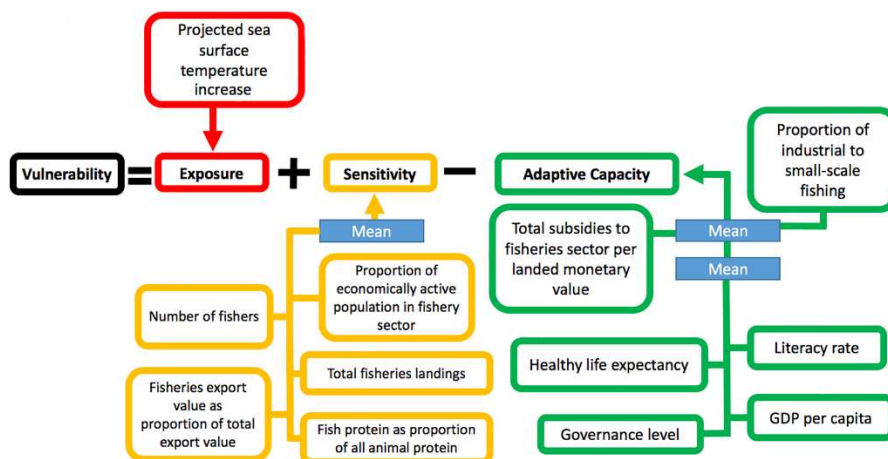 Projected sea
surface
temperature
increase
Vulnerability
=
Exposure
+
Sensitivity
−
Adaptive Capacity
Proportion of
industrial to
small-scale
fishing
Mean
Total subsidies to
fisheries sector per
landed monetary
value
Mean
Mean
Number of fishers
Proportion of
economically active
population in fishery
sector
Total fisheries landings
Fisheries export
value as
proportion of total
export value
Fish protein as proportion
of all animal protein
Healthy life expectancy
Literacy rate
Governance level
GDP per capita